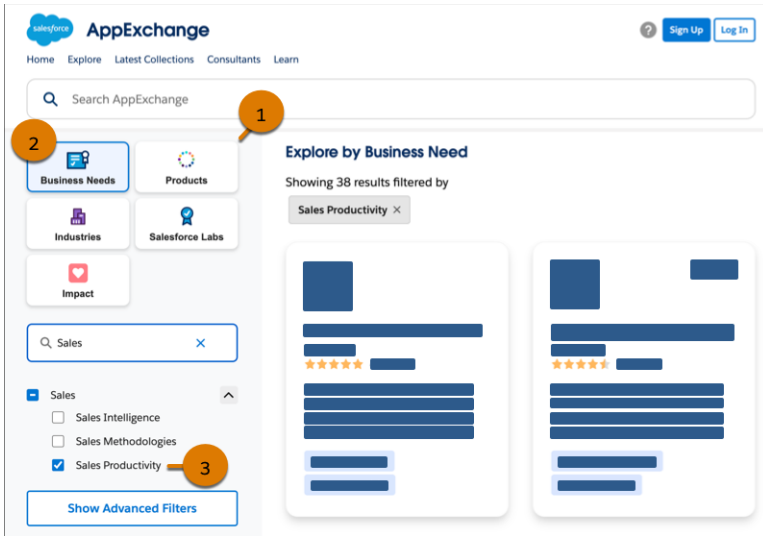 salesforce AppExchange
? Sign Up Log In
Home Explore Latest Collections Consultants Learn
Search AppExchange
1
2
Business Needs Products
Industries Salesforce Labs
Impact
Sales
Sales
Sales Intelligence
Sales Methodologies
Sales Productivity 3
Show Advanced Filters
Explore by Business Need
Showing 38 results filtered by
Sales Productivity ×